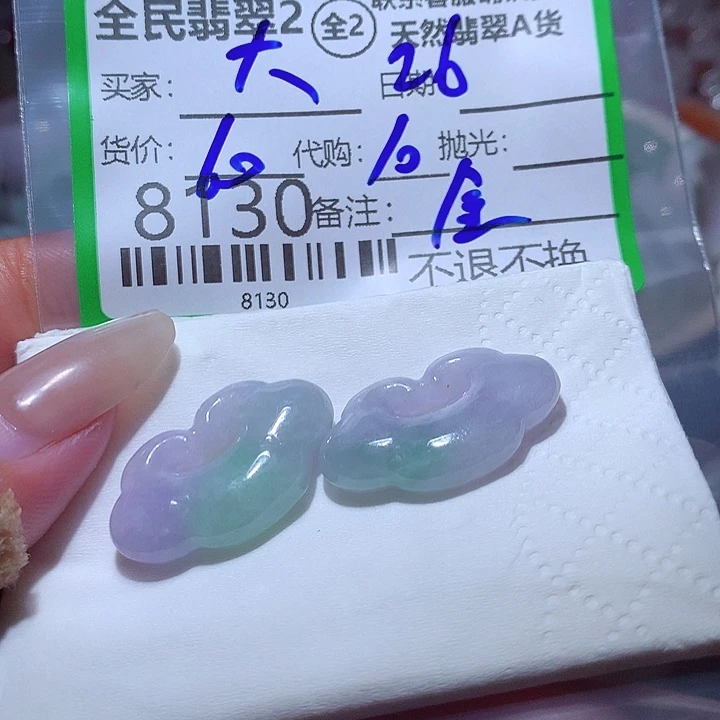 全民翡翠2 全2
天然翡翠A货
买家: 大 日期: 26
货价: 60 代购: 10 抛光:
8130 备注: 金
8130 不退不换